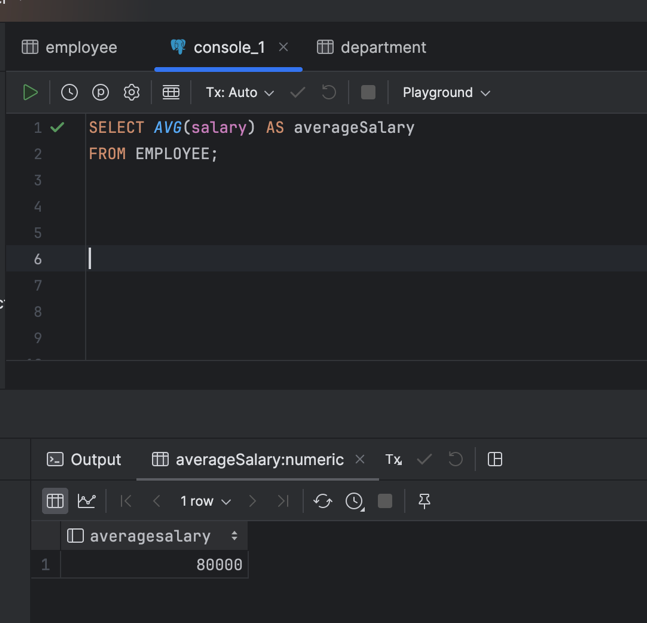 employee
console_1
department
Tx: Auto
Playground
1 SELECT AVG(salary) AS averageSalary
2 FROM EMPLOYEE;
3
4
5
6
7
8
9
Output
averageSalary:numeric
Tx
1 row
averagesalary
1 80000